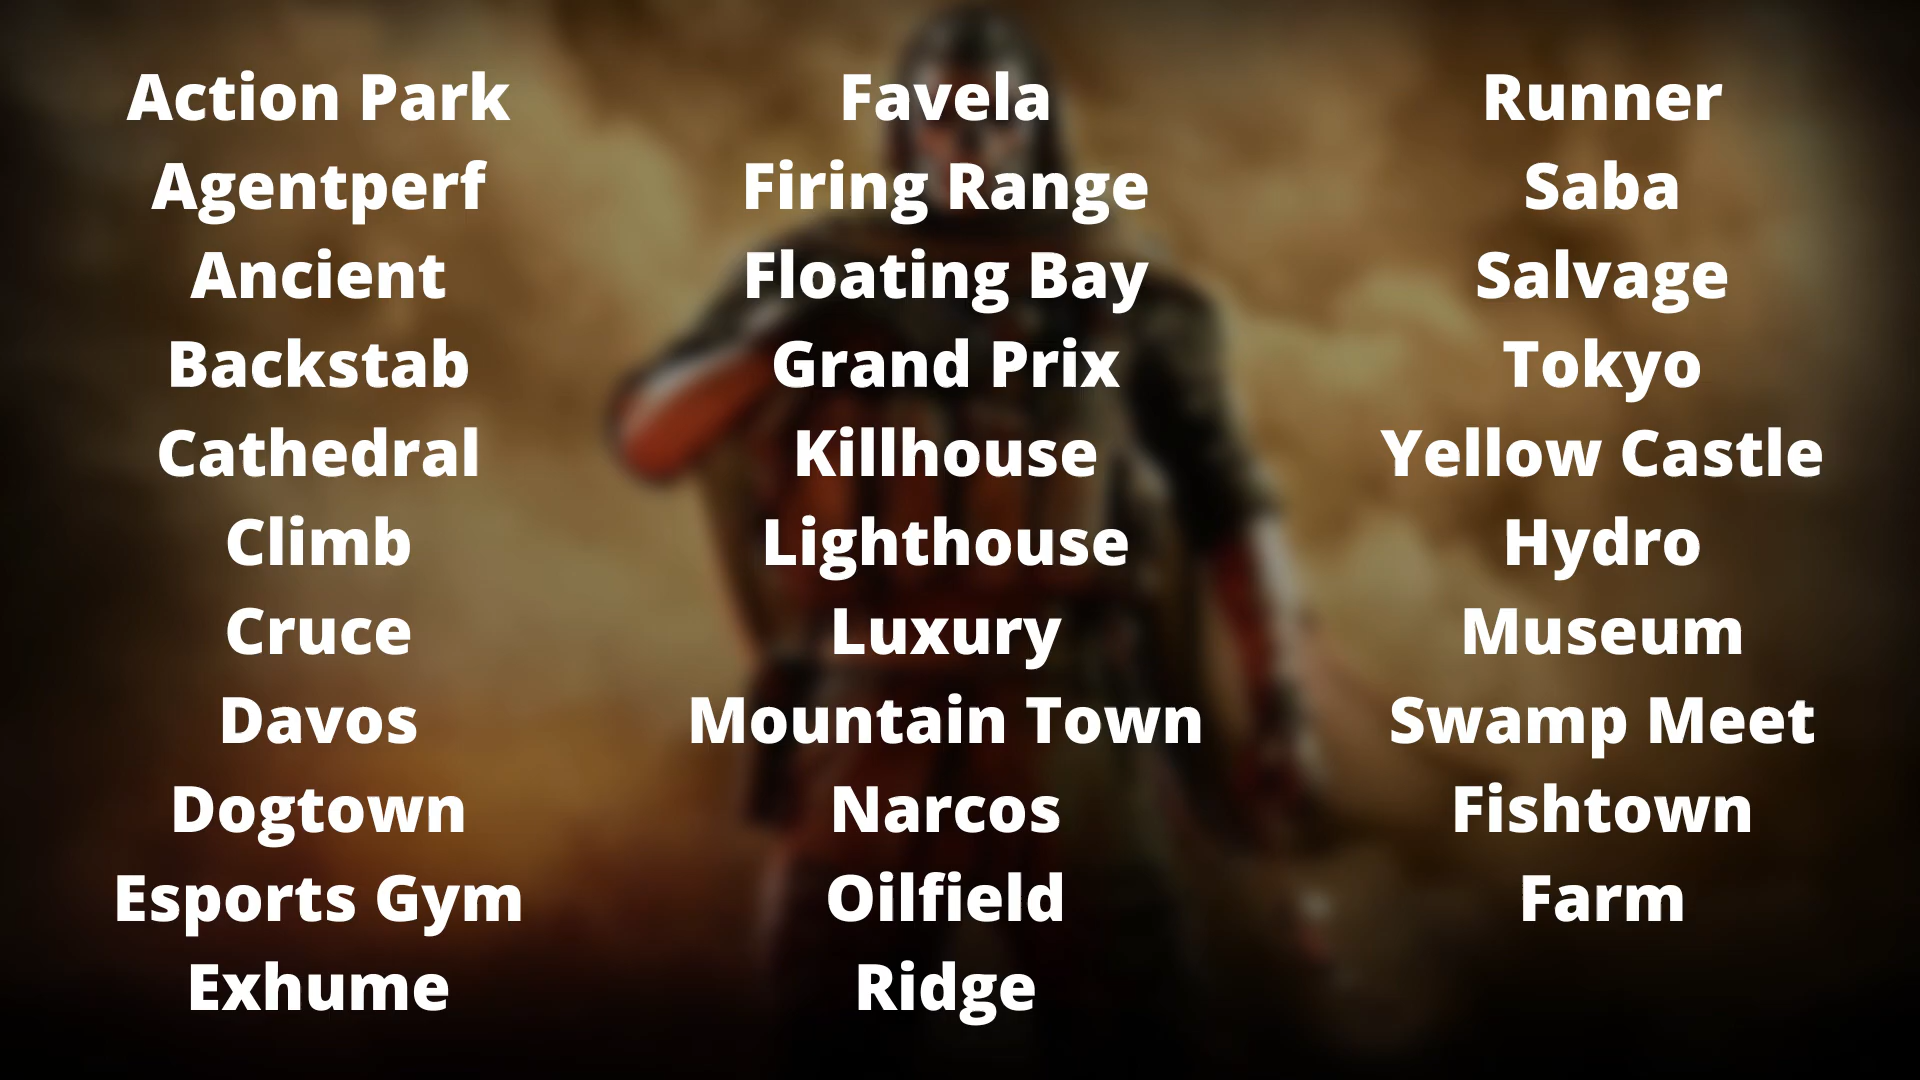 Action Park
Agentperf
Ancient
Backstab
Cathedral
Climb
Cruce
Davos
Dogtown
Esports Gym
Exhume
Favela
Firing Range
Floating Bay
Grand Prix
Killhouse
Lighthouse
Luxury
Mountain Town
Narcos
Oilfield
Ridge
Runner
Saba
Salvage
Tokyo
Yellow Castle
Hydro
Museum
Swamp Meet
Fishtown
Farm